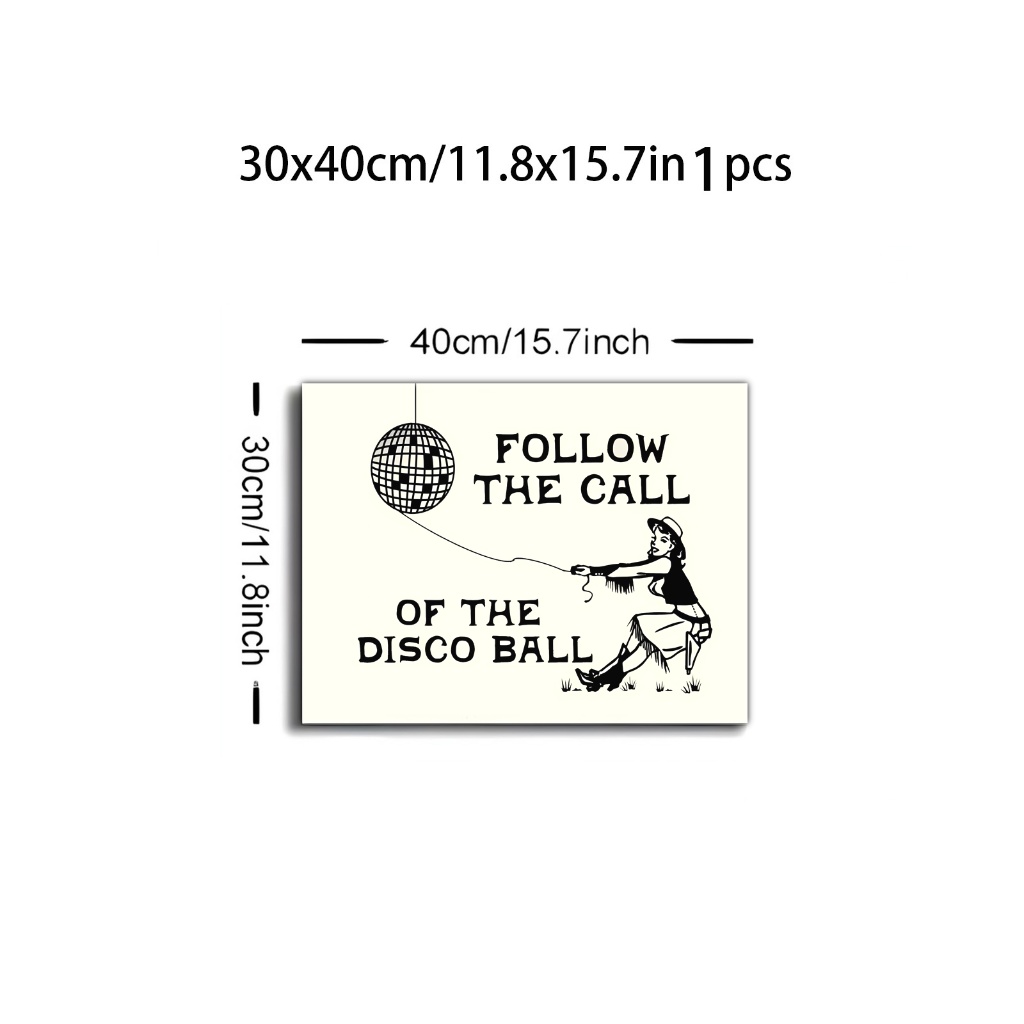 30x40cm/11.8x15.7in 1 pcs
40cm/15.7inch
30cm/11.8inch
FOLLOW
THE CALL
OF THE
DISCO BALL